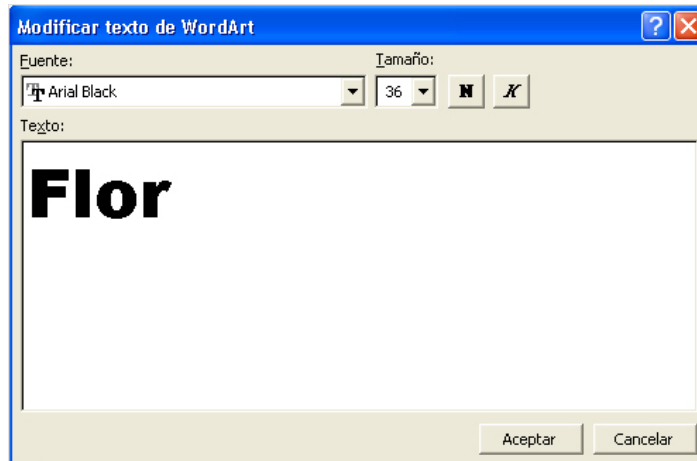 Modificar texto de WordArt
Fuente:
Tamaño:
Arial Black
36
N
K
Texto:
Flor
Aceptar
Cancelar